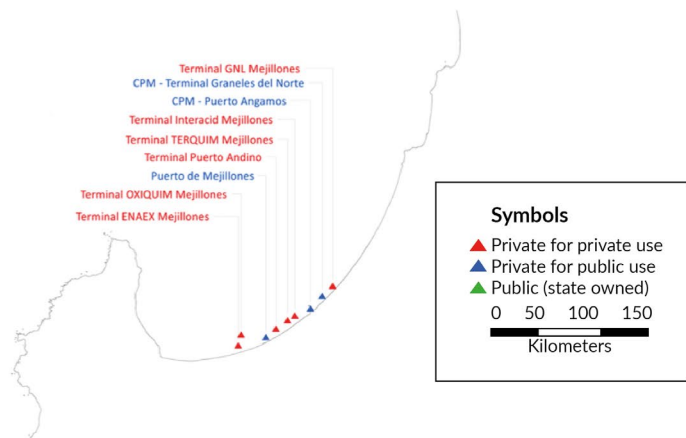 Terminal GNL Mejillones
CPM - Terminal Graneles del Norte
CPM - Puerto Angamos
Terminal Interacid Mejillones
Terminal TERQUIM Mejillones
Terminal Puerto Andino
Puerto de Mejillones
Terminal OXIQUIM Mejillones
Terminal ENAEX Mejillones
Symbols
Private for private use
Private for public use
Public (state owned)
0 50 100 150
Kilometers